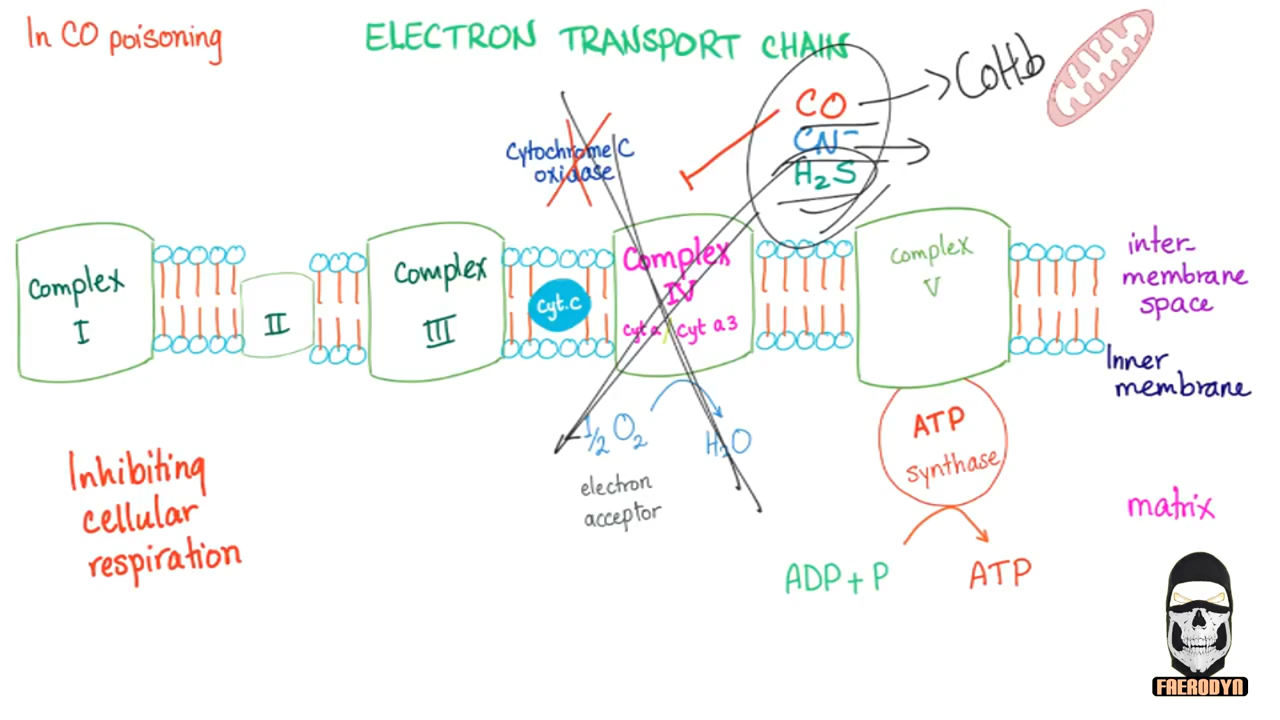 In CO poisoning
ELECTRON TRANSPORT CHAIN
CO
COHb
CN⁻
H₂S
Cytochrome C
oxidase
Complex
I
II
Complex
III
Cyt.C
Complex
IV
Cyt a / Cyt a3
Complex
V
inter-
membrane
space
Inner
membrane
1/2 O₂
H₂O
electron
acceptor
ATP
synthase
ADP + P
ATP
matrix
Inhibiting
cellular
respiration
FAERODYN